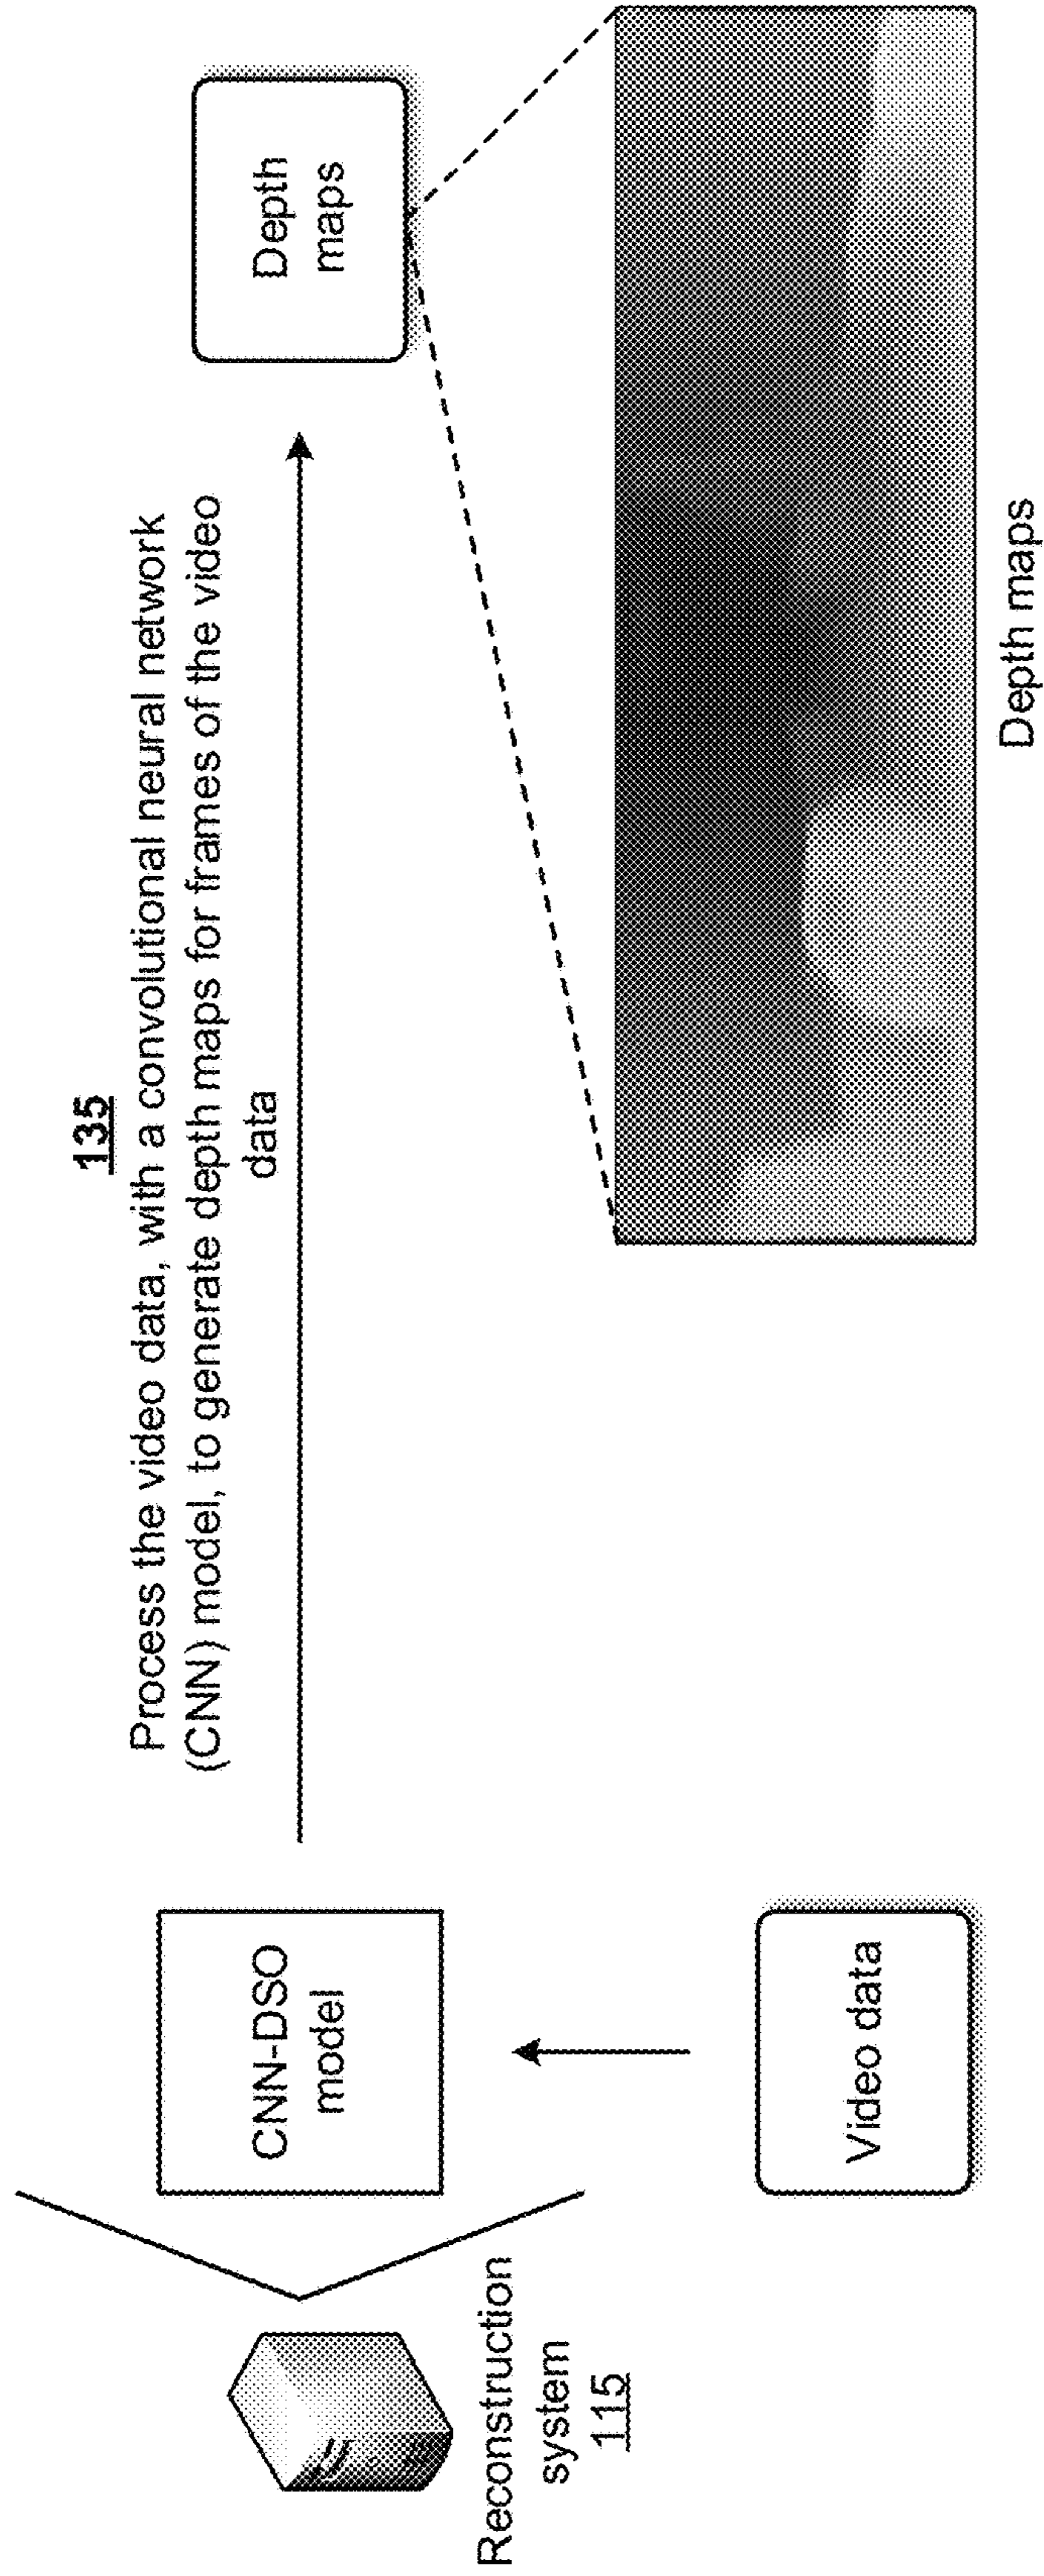 135
Process the video data, with a convolutional neural network
(CNN) model, to generate depth maps for frames of the video
data
CNN-DSO
model
Depth
maps
Reconstruction
system
115
Video data
Depth maps